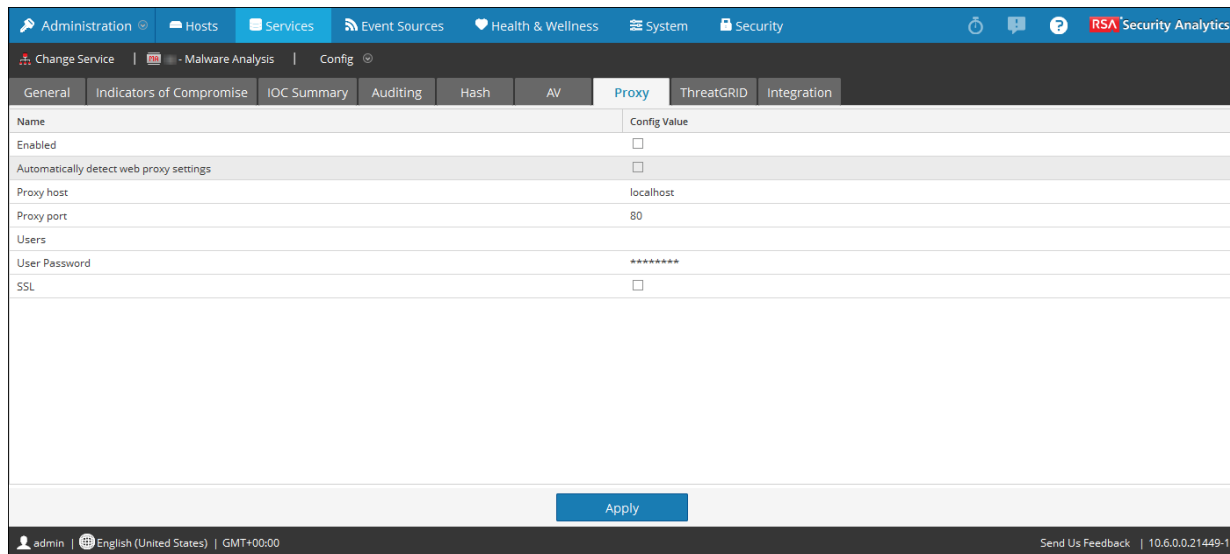 Administration Hosts Services Event Sources Health & Wellness System Security RSA Security Analytics
Change Service | MA - Malware Analysis | Config
General Indicators of Compromise IOC Summary Auditing Hash AV Proxy ThreatGRID Integration
Name Config Value
Enabled
Automatically detect web proxy settings
Proxy host localhost
Proxy port 80
Users
User Password ********
SSL
Apply
admin | English (United States) | GMT+00:00 Send Us Feedback | 10.6.0.0.21449-1